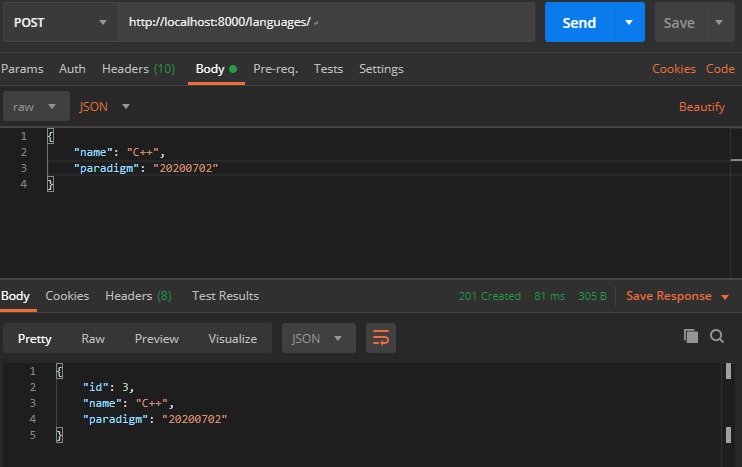 POST http://localhost:8000/languages/ Send Save
Params Auth Headers (10) Body Pre-req. Tests Settings Cookies Code
raw JSON Beautify
1 {
2 "name": "C++",
3 "paradigm": "20200702"
4 }
Body Cookies Headers (8) Test Results 201 Created 81 ms 305 B Save Response
Pretty Raw Preview Visualize JSON
1 {
2 "id": 3,
3 "name": "C++",
4 "paradigm": "20200702"
5 }